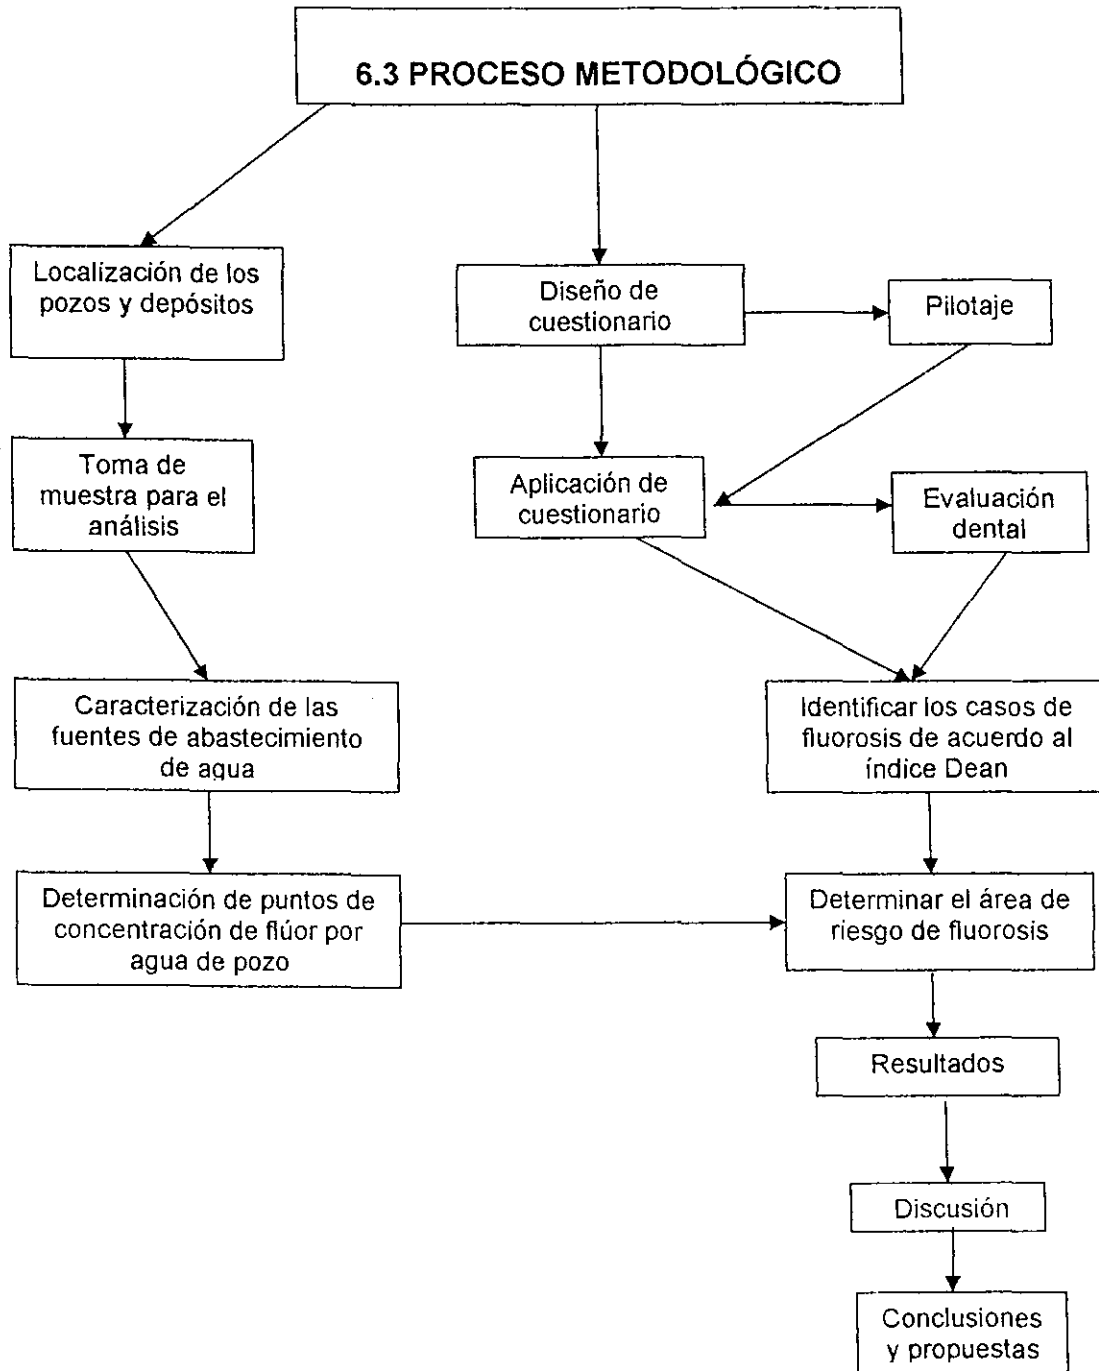 6.3 PROCESO METODOLÓGICO
Localización de los
pozos y depósitos
Diseño de
cuestionario
Pilotaje
Toma de
muestra para el
análisis
Aplicación de
cuestionario
Evaluación
dental
Caracterización de las
fuentes de abastecimiento
de agua
Identificar los casos de
fluorosis de acuerdo al
índice Dean
Determinación de puntos de
concentración de flúor por
agua de pozo
Determinar el área de
riesgo de fluorosis
Resultados
Discusión
Conclusiones
y propuestas